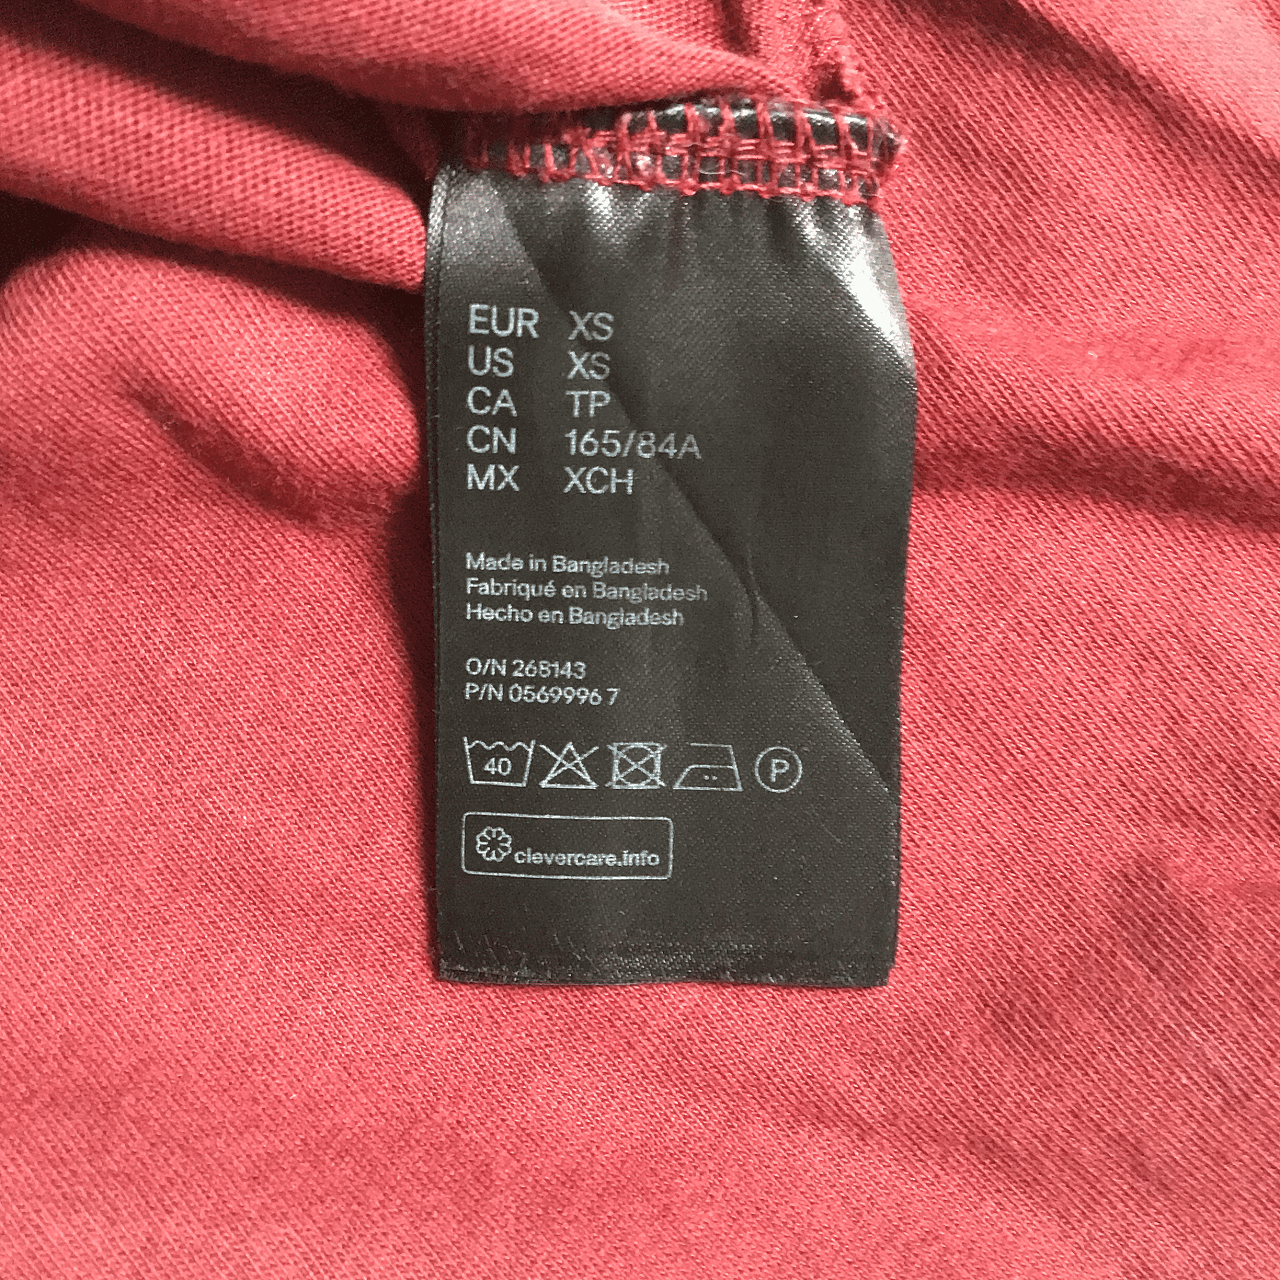 EUR XS
US XS
CA TP
CN 165/84A
MX XCH
Made in Bangladesh
Fabriqué en Bangladesh
Hecho en Bangladesh
O/N 268143
P/N 0569996 7
40
P
clevercare.info